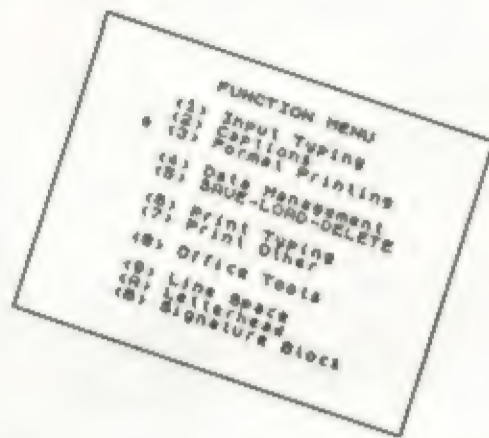 FUNCTION MENU
<1> Input Typing
<2> Captions
* <3> Format Printing
<4> Data Management
<5> SAVE-LOAD-DELETE
<6> Print Typing
<7> Print Other
<8> Office Tools
<9> Line Space
<A> Letterhead
<B> Signature Block